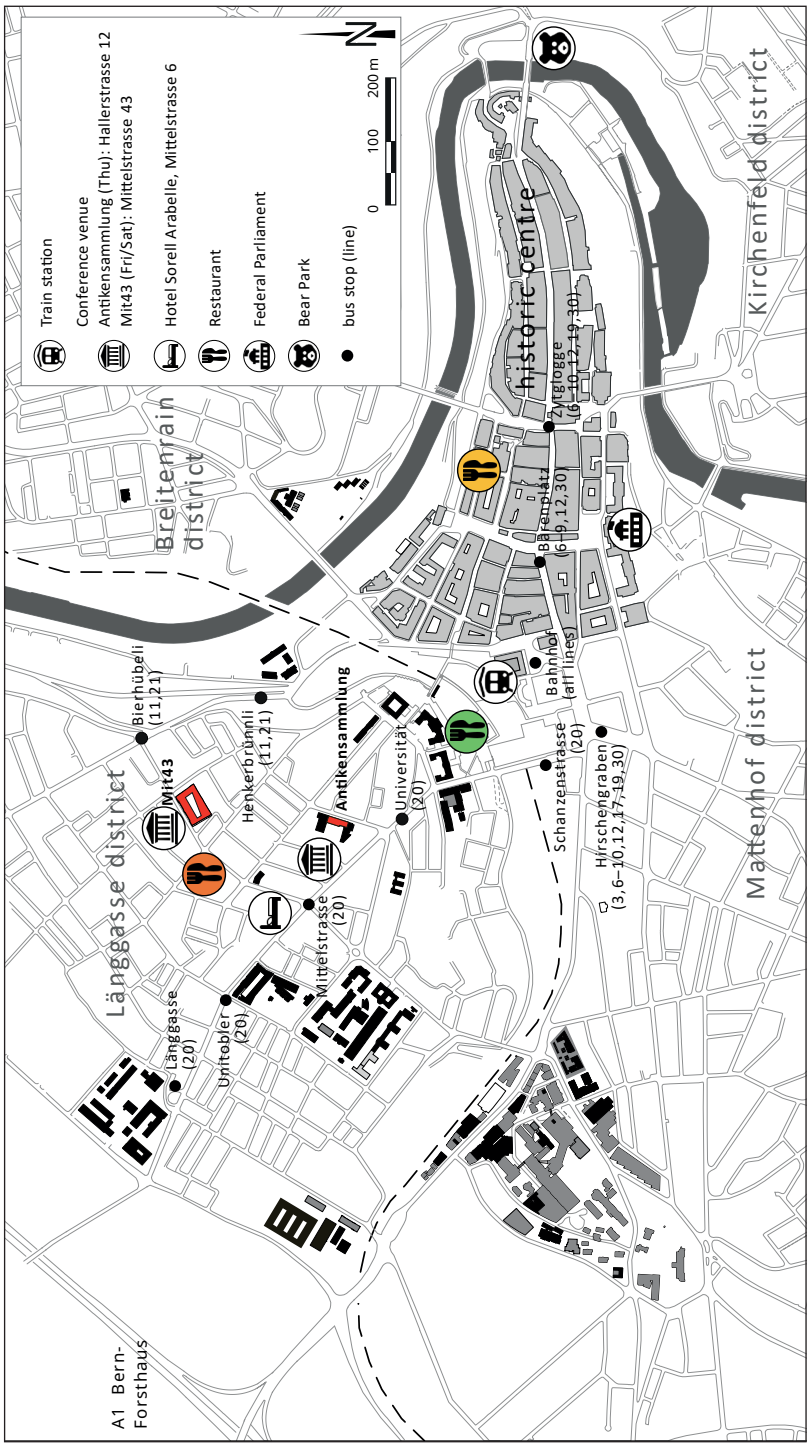 Train station
Conference venue
Antikensammlung (Thu): Hallerstrasse 12
Mit43 (Fri/Sat): Mittelstrasse 43
Hotel Sorell Arabelle, Mittelstrasse 6
Restaurant
Federal Parliament
Bear Park
bus stop (line)
0 100 200 m
N
A1 Bern-
Forsthaus
Länggasse district
Länggasse
(20)
Unitobler
(20)
Mittelstrasse
(20)
Mit43
Bierhübeli
(11,21)
Henkerbrünnli
(11,21)
Antikensammlung
Universität
(20)
Breitenrain
district
Schanzenstrasse
(20)
Hirschengraben
(3,6–10,12,17,19,30)
Bahnhof
(all lines)
Bärenplatz
(6–9,12,30)
Zytglogge
(6–10,12,19,30)
historic centre
Mattenhof district
Kirchenfeld district